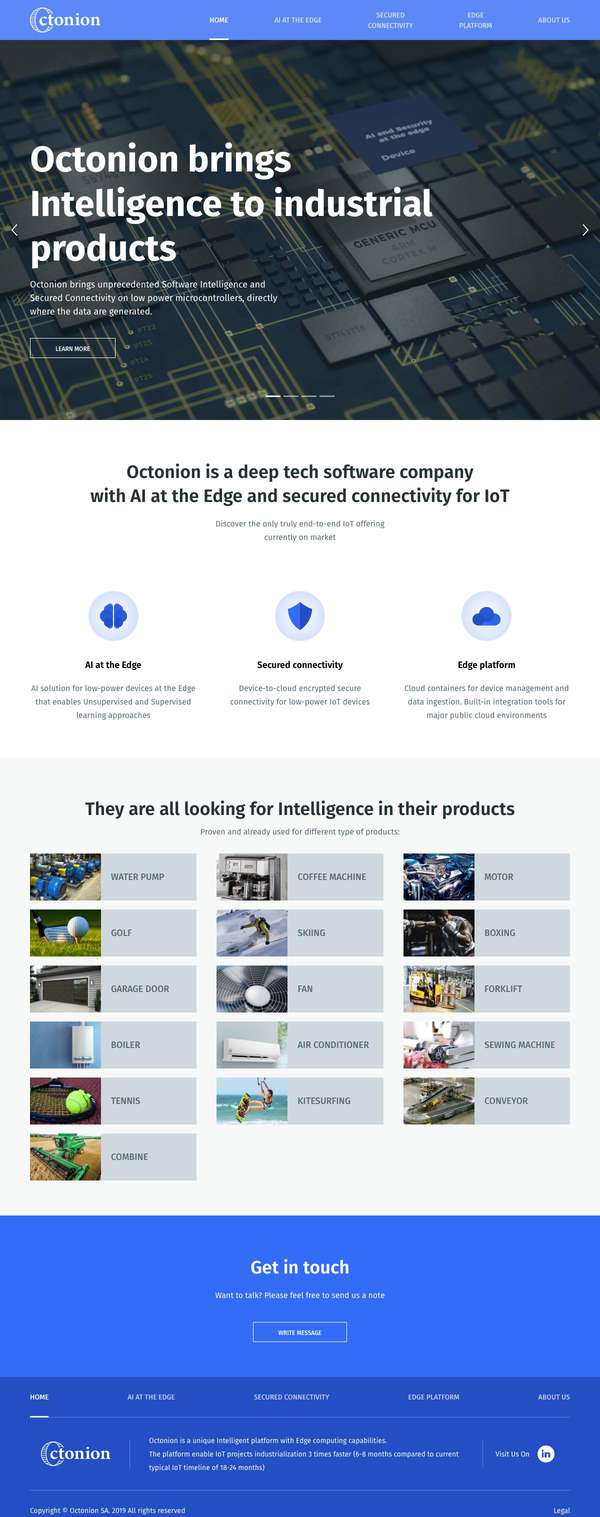 Octonion
HOME
AI AT THE EDGE
SECURED
CONNECTIVITY
EDGE
PLATFORM
ABOUT US
AI and Security
at the edge
Device
GENERIC MCU
ARM
CORTEX M
Octonion brings
Intelligence to industrial
products
Octonion brings unprecedented Software Intelligence and
Secured Connectivity on low power microcontrollers, directly
where the data are generated.
PT22
PT25
PT24
PT23
LEARN MORE
Octonion is a deep tech software company
with AI at the Edge and secured connectivity for IoT
Discover the only truly end-to-end IoT offering
currently on market
AI at the Edge
AI solution for low-power devices at the Edge
that enables Unsupervised and Supervised
learning approaches
Secured connectivity
Device-to-cloud encrypted secure
connectivity for low-power IoT devices
Edge platform
Cloud containers for device management and
data ingestion. Built-in integration tools for
major public cloud environments
They are all looking for Intelligence in their products
Proven and already used for different type of products:
WATER PUMP
COFFEE MACHINE
MOTOR
GOLF
SKIING
BOXING
GARAGE DOOR
FAN
FORKLIFT
BOILER
AIR CONDITIONER
SEWING MACHINE
TENNIS
KITESURFING
CONVEYOR
COMBINE
Get in touch
Want to talk? Please feel free to send us a note
WRITE MESSAGE
HOME
AI AT THE EDGE
SECURED CONNECTIVITY
EDGE PLATFORM
ABOUT US
Octonion
Octonion is a unique Intelligent platform with Edge computing capabilities.
The platform enable IoT projects industrialization 3 times faster (6-8 months compared to current
typical IoT timeline of 18-24 months)
Visit Us On
in
Copyright © Octonion SA. 2019 All rights reserved
Legal